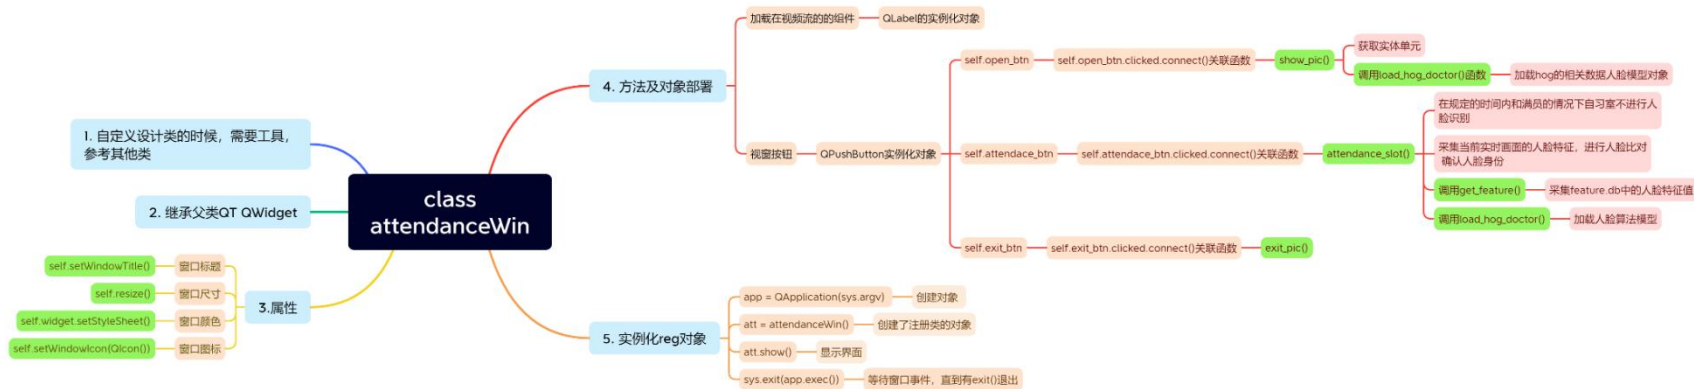 class
attendanceWin
1. 自定义设计类的时候，需要工具，
参考其他类
2. 继承父类QT QWidget
3.属性
窗口标题
self.setWindowTitle()
窗口尺寸
self.resize()
窗口颜色
self.widget.setStyleSheet()
窗口图标
self.setWindowIcon(QIcon())
4. 方法及对象部署
加载在视频流的的组件
QLabel的实例化对象
视窗按钮
QPushButton实例化对象
self.open_btn
self.open_btn.clicked.connect()关联函数
show_pic()
获取实体单元
调用load_hog_doctor()函数
加载hog的相关数据人脸模型对象
self.attendace_btn
self.attendace_btn.clicked.connect()关联函数
attendance_slot()
在规定的时间内和满员的情况下自习室不进行人
脸识别
采集当前实时画面的人脸特征，进行人脸比对
确认人脸身份
调用get_feature()
采集feature.db中的人脸特征值
调用load_hog_doctor()
加载人脸算法模型
self.exit_btn
self.exit_btn.clicked.connect()关联函数
exit_pic()
5. 实例化reg对象
app = QApplication(sys.argv)
创建对象
att = attendanceWin()
创建了注册类的对象
att.show()
显示界面
sys.exit(app.exec())
等待窗口事件，直到有exit()退出